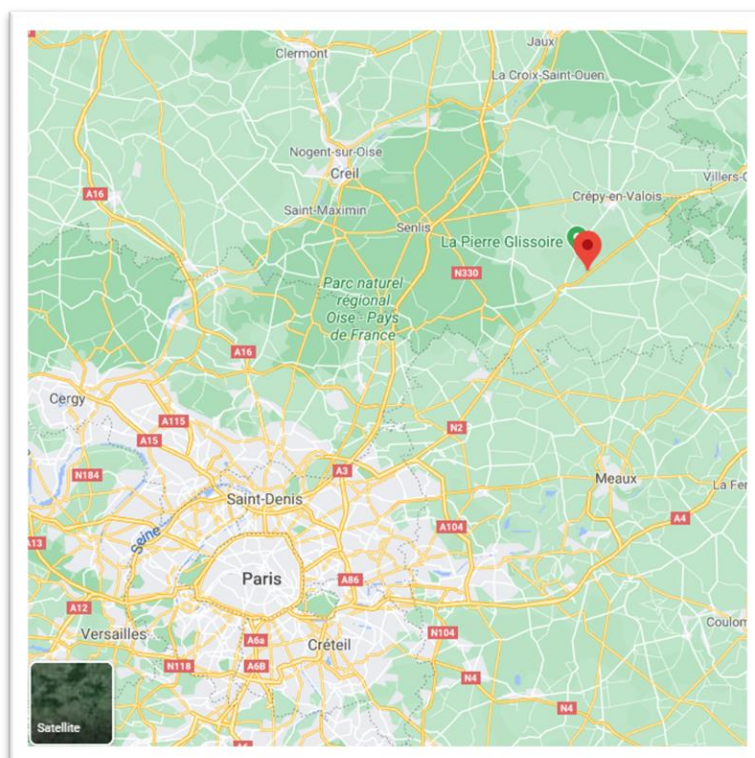 Jaux
Clermont
La Croix-Saint-Ouen
Nogent-sur-Oise
Creil
Villers-C
A16
Crépy-en-Valois
Saint-Maximin
Senlis
La Pierre Glissoire
N330
Parc naturel
régional
Oise - Pays
de France
A16
Cergy
A115
A15
N2
A3
N184
Meaux
La Fer
Saint-Denis
A4
A104
Seine
A13
Paris
A86
A12
Coulom
Versailles
A6a
Créteil
N104
N118
A6B
N4
N4
Satellite